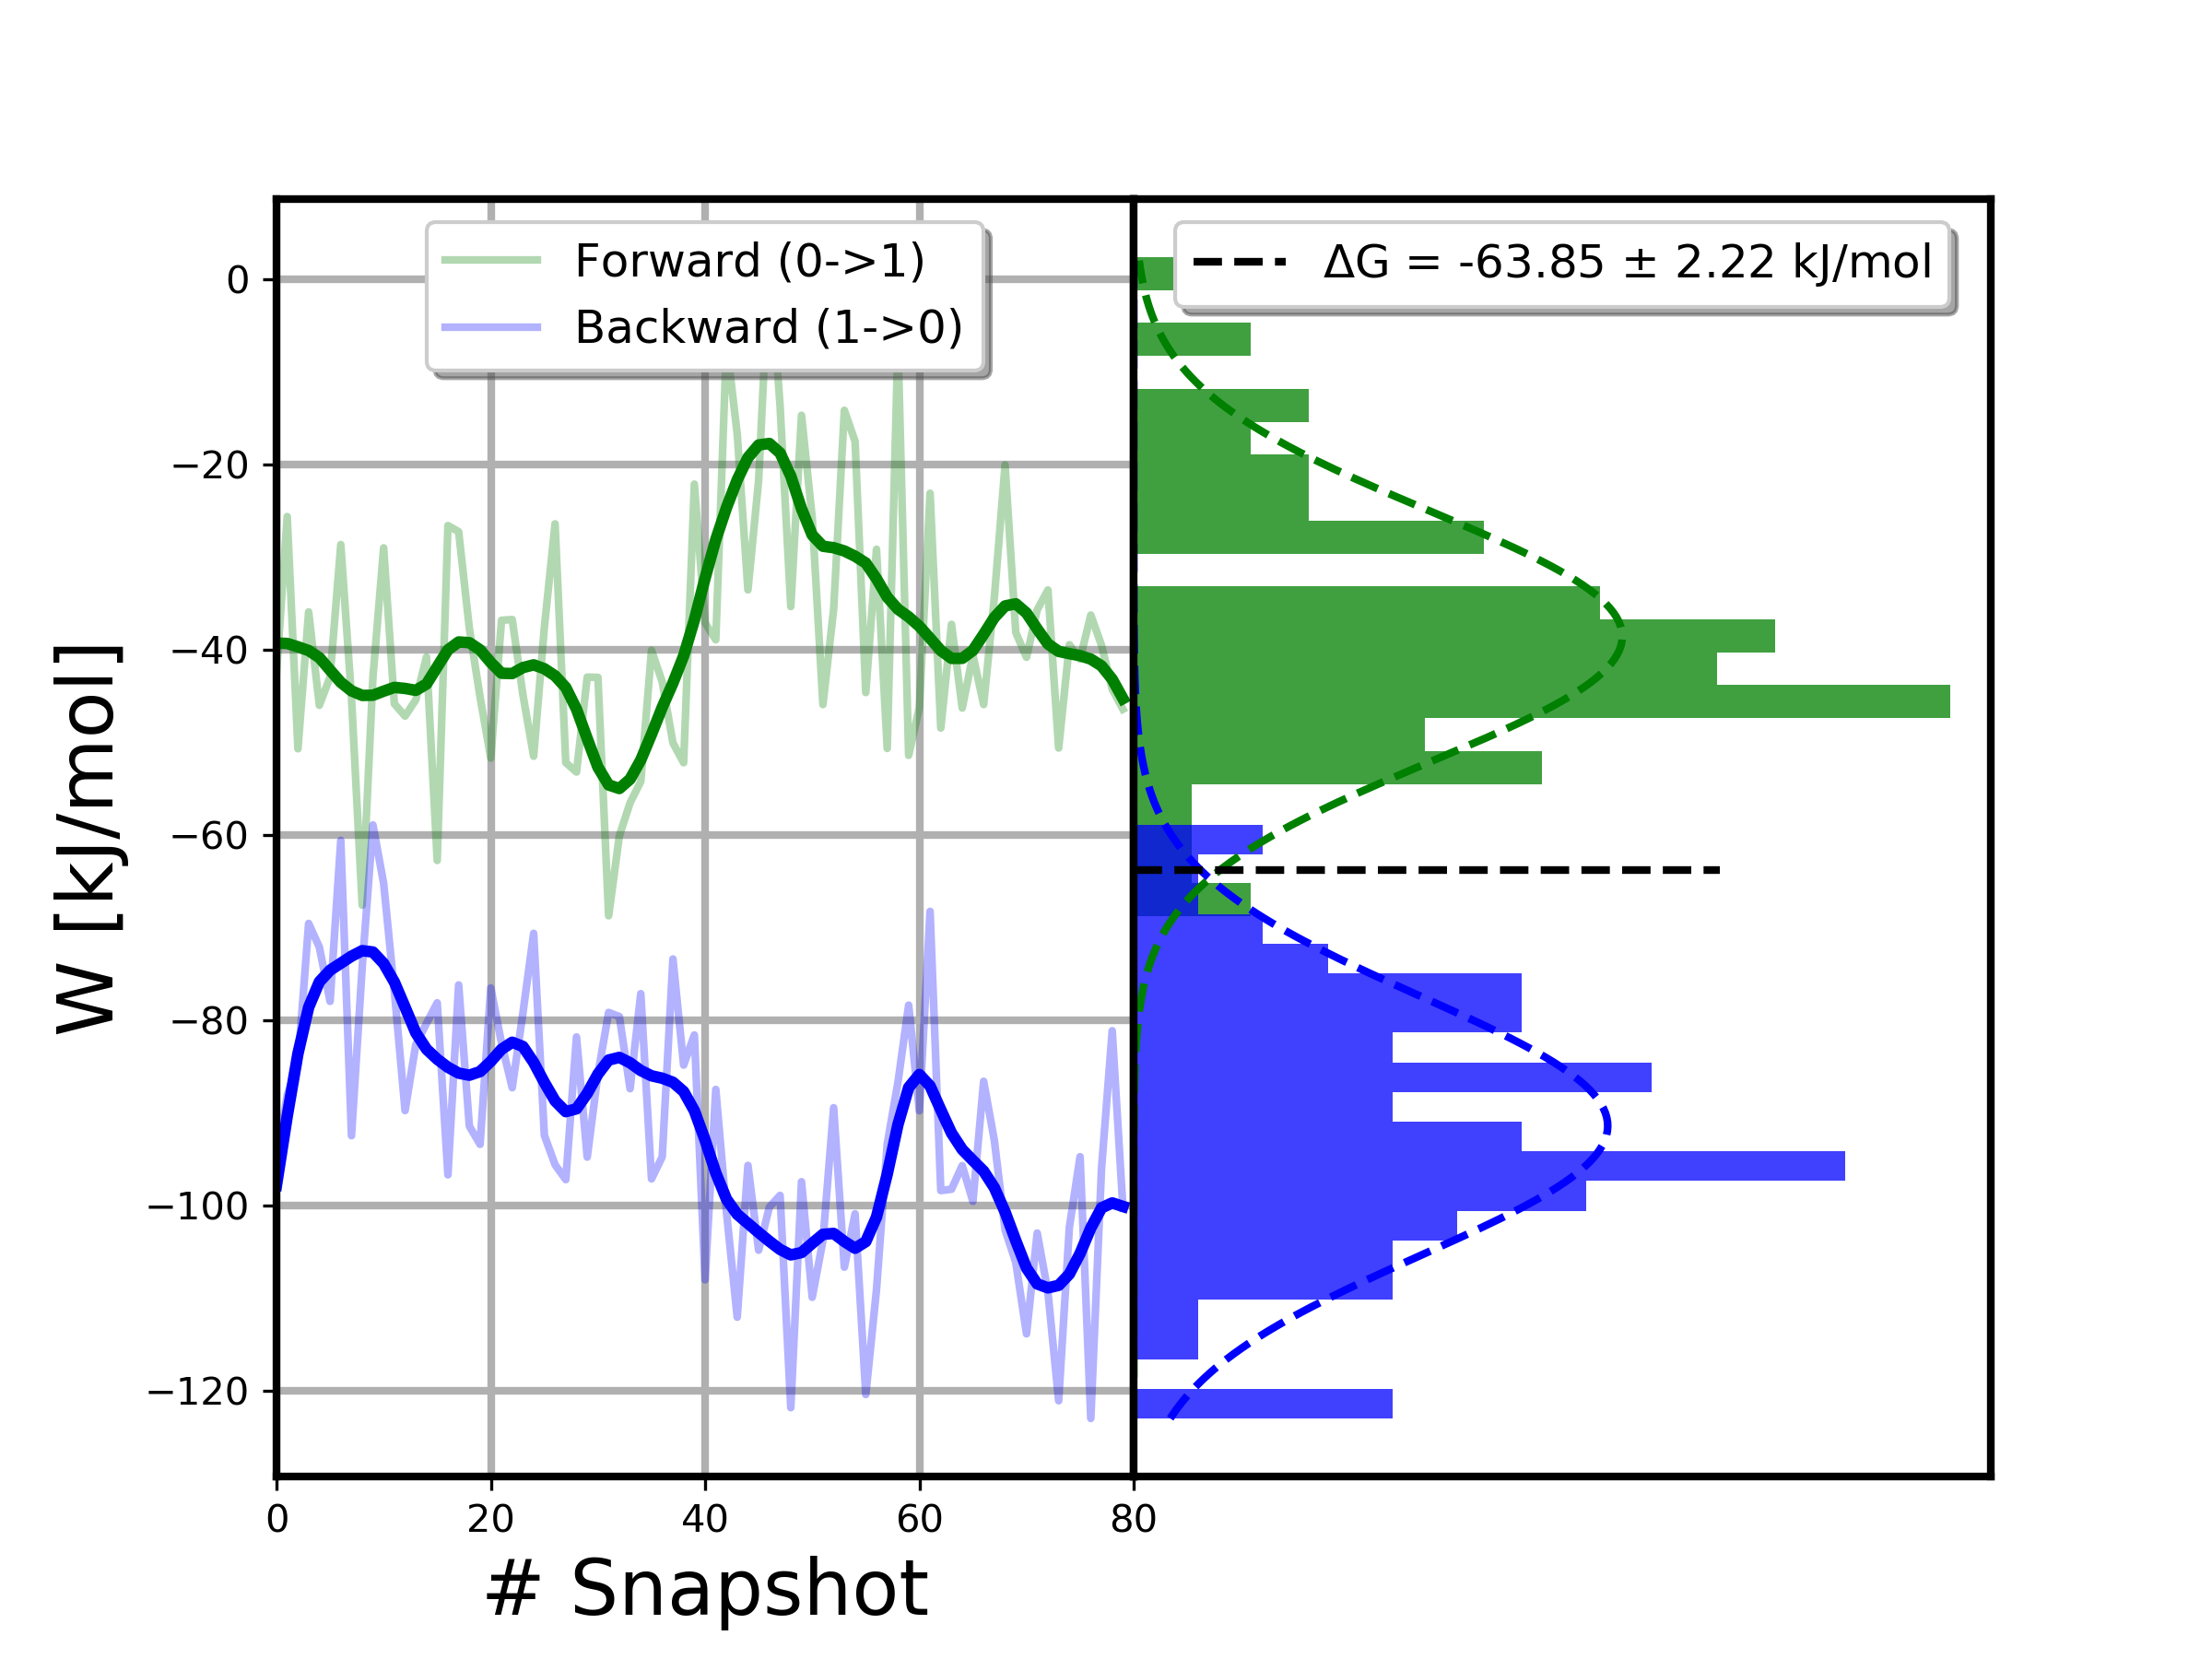 Forward (0->1)
Backward (1->0)
ΔG = -63.85 ± 2.22 kJ/mol
W [kJ/mol]
0
−20
−40
−60
−80
−100
−120
0 20 40 60 80
# Snapshot